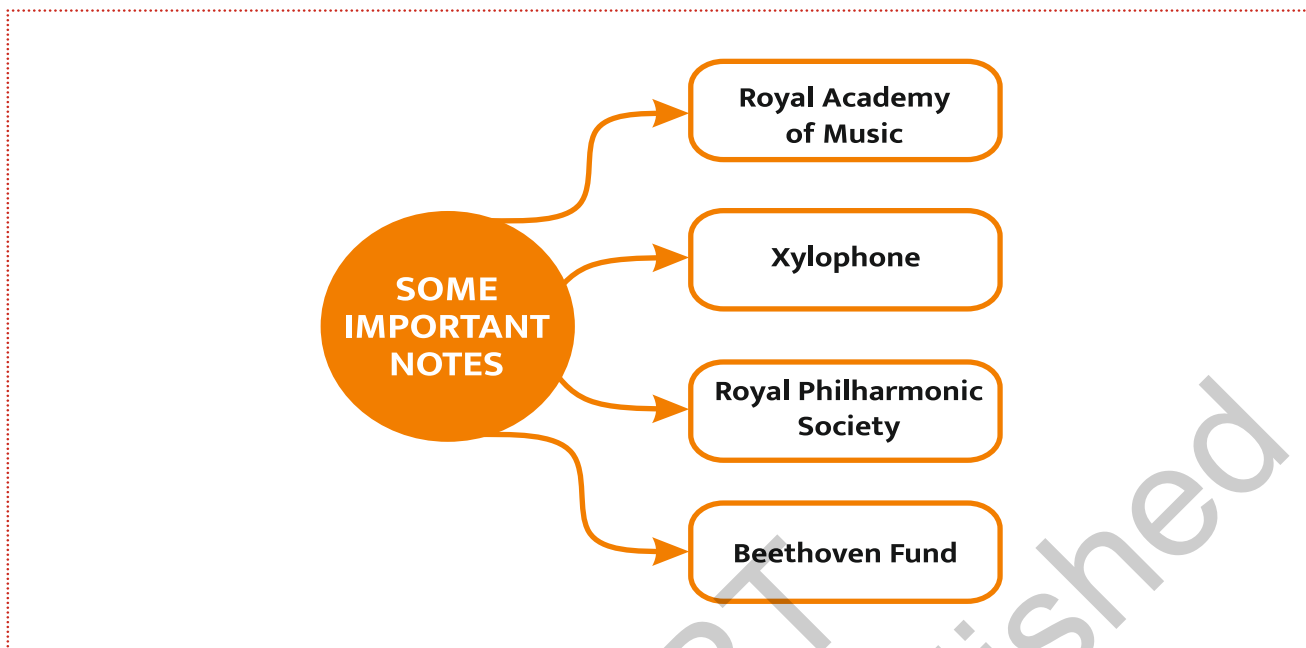 Royal Academy
of Music
Xylophone
SOME
IMPORTANT
NOTES
Royal Philharmonic
Society
Beethoven Fund